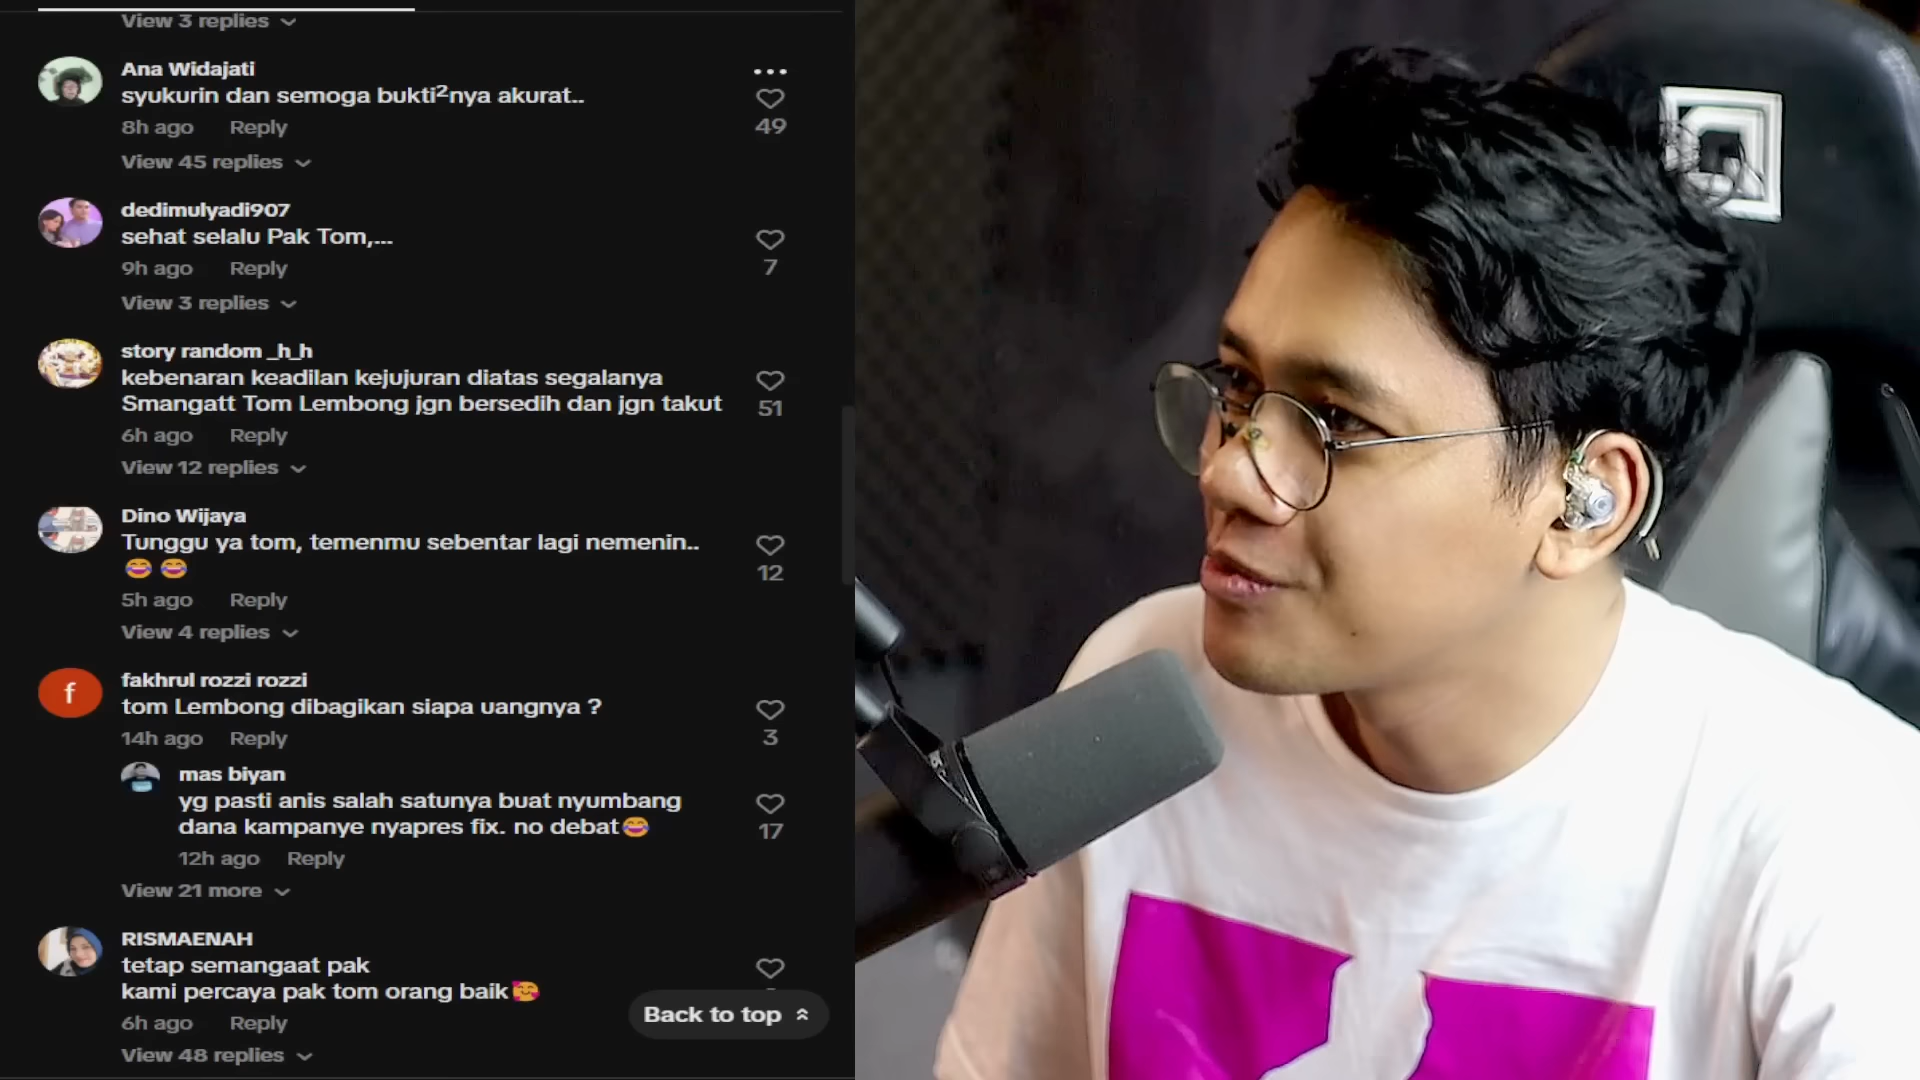 View 3 replies
Ana Widajati
syukurin dan semoga bukti²nya akurat..
8h ago Reply
49
View 45 replies
dedimulyadi907
sehat selalu Pak Tom,...
9h ago Reply
7
View 3 replies
story random _h_h
kebenaran keadilan kejujuran diatas segalanya
Smangatt Tom Lembong jgn bersedih dan jgn takut
6h ago Reply
51
View 12 replies
Dino Wijaya
Tunggu ya tom, temenmu sebentar lagi nemenin..
😂 😂
5h ago Reply
12
View 4 replies
f
fakhrul rozzi rozzi
tom Lembong dibagikan siapa uangnya ?
14h ago Reply
3
mas biyan
yg pasti anis salah satunya buat nyumbang
dana kampanye nyapres fix. no debat😂
12h ago Reply
17
View 21 more
RISMAENAH
tetap semangaat pak
kami percaya pak tom orang baik🥰
6h ago Reply
Back to top
View 48 replies